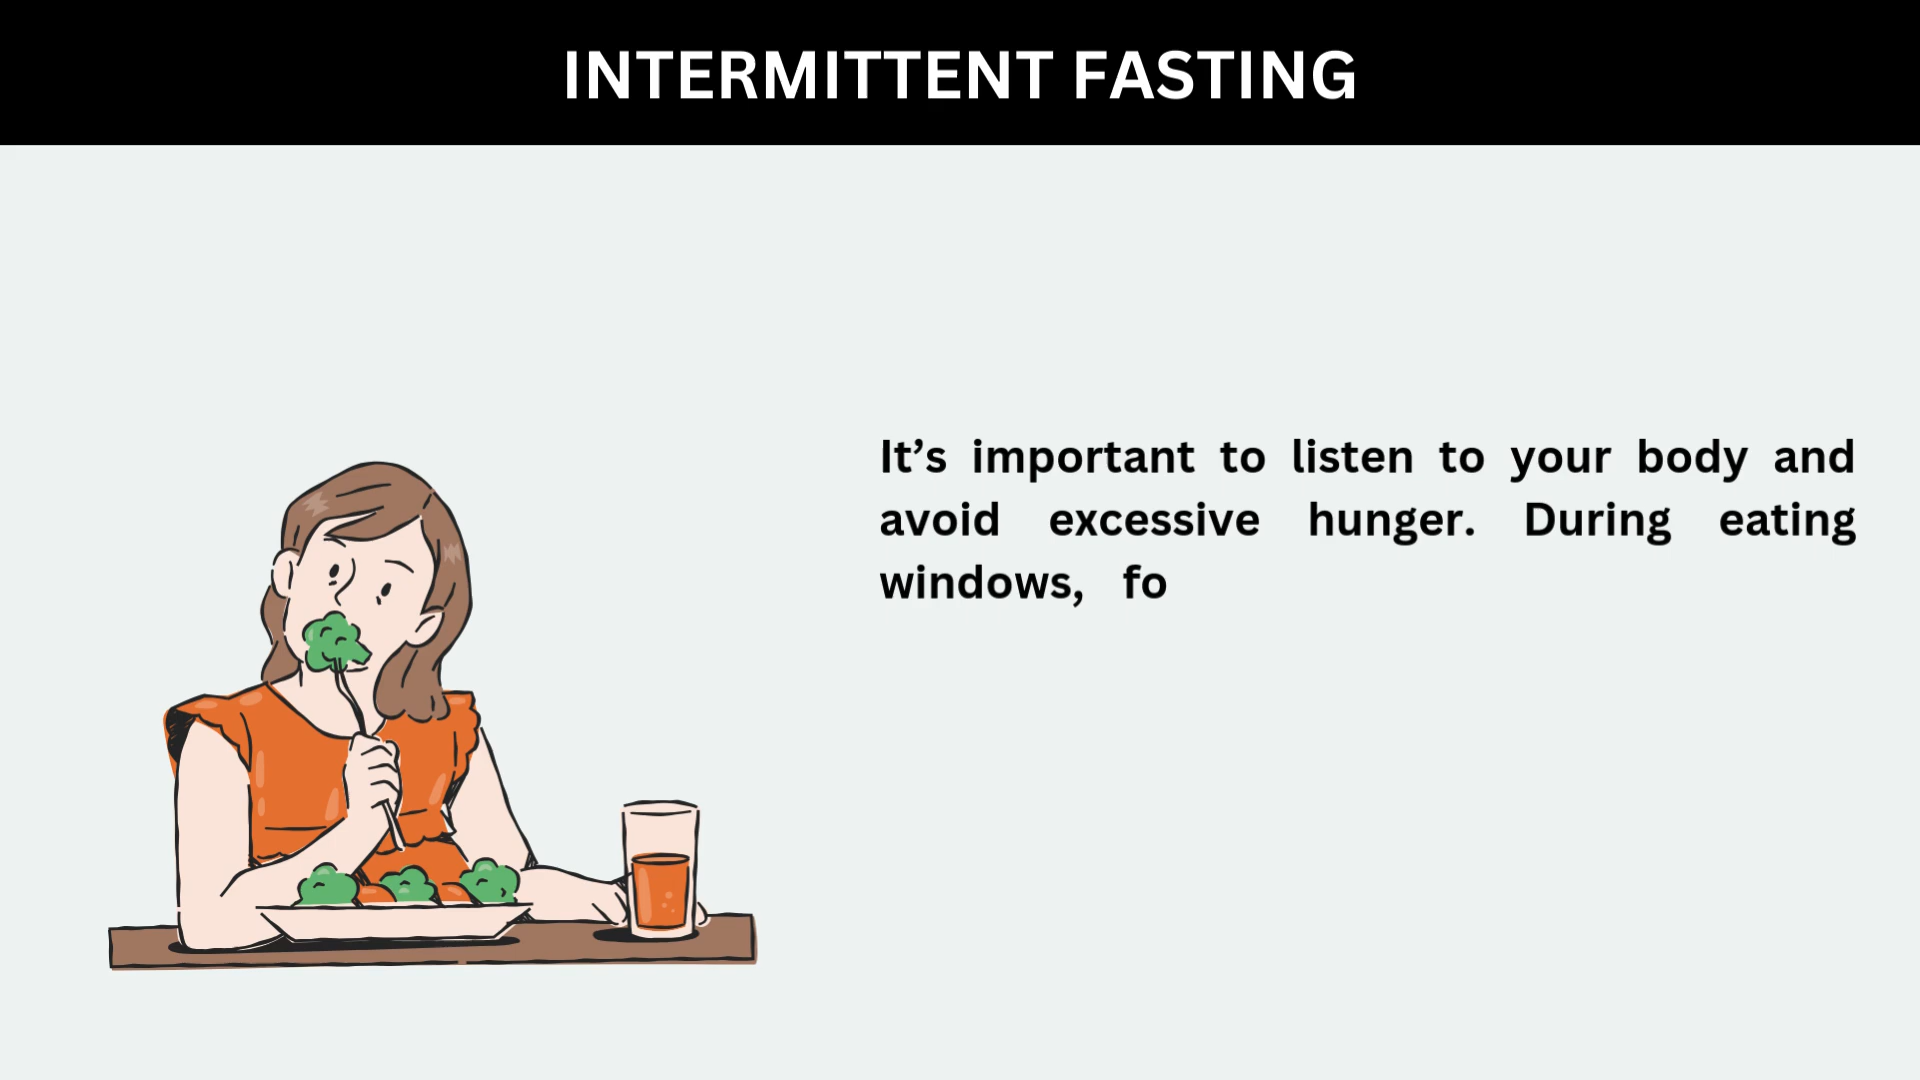 INTERMITTENT FASTING
It’s important to listen to your body and
avoid excessive hunger. During eating
windows, fo